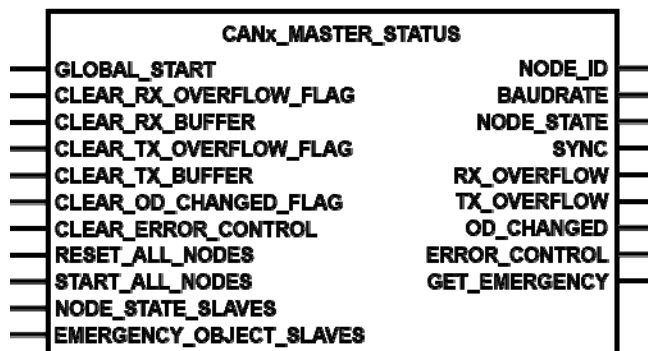 CANx_MASTER_STATUS
GLOBAL_START NODE_ID
CLEAR_RX_OVERFLOW_FLAG BAUDRATE
CLEAR_RX_BUFFER NODE_STATE
CLEAR_TX_OVERFLOW_FLAG SYNC
CLEAR_TX_BUFFER RX_OVERFLOW
CLEAR_OD_CHANGED_FLAG TX_OVERFLOW
CLEAR_ERROR_CONTROL OD_CHANGED
RESET_ALL_NODES ERROR_CONTROL
START_ALL_NODES GET_EMERGENCY
NODE_STATE_SLAVES
EMERGENCY_OBJECT_SLAVES